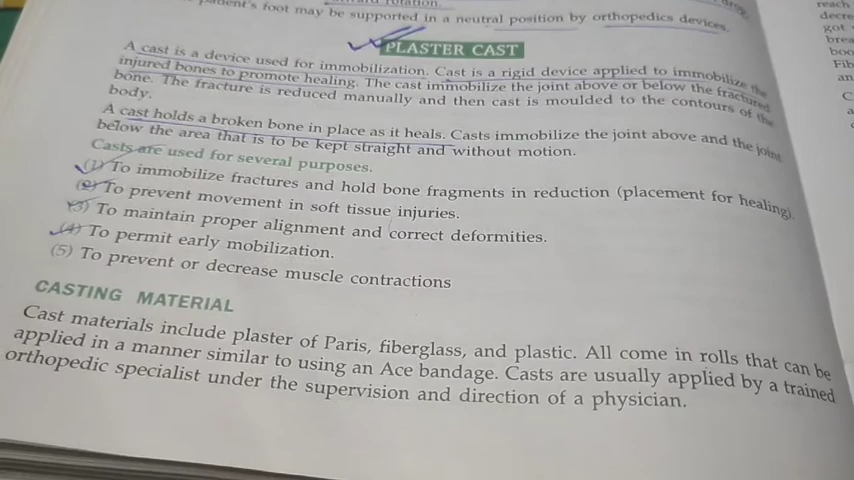 patient's foot may be supported in a neutral position by orthopedics devices.
PLASTER CAST
A cast is a device used for immobilization. Cast is a rigid device applied to immobilize the
injured bones to promote healing. The cast immobilize the joint above or below the fractured
bone. The fracture is reduced manually and then cast is moulded to the contours of the
body.
A cast holds a broken bone in place as it heals. Casts immobilize the joint above and the joint
below the area that is to be kept straight and without motion.
Casts are used for several purposes.
(1) To immobilize fractures and hold bone fragments in reduction (placement for healing).
(2) To prevent movement in soft tissue injuries.
(3) To maintain proper alignment and correct deformities.
(4) To permit early mobilization.
(5) To prevent or decrease muscle contractions
CASTING MATERIAL
Cast materials include plaster of Paris, fiberglass, and plastic. All come in rolls that can be
applied in a manner similar to using an Ace bandage. Casts are usually applied by a trained
orthopedic specialist under the supervision and direction of a physician.
reach
decre
got
brea
boo
Fib
an
C